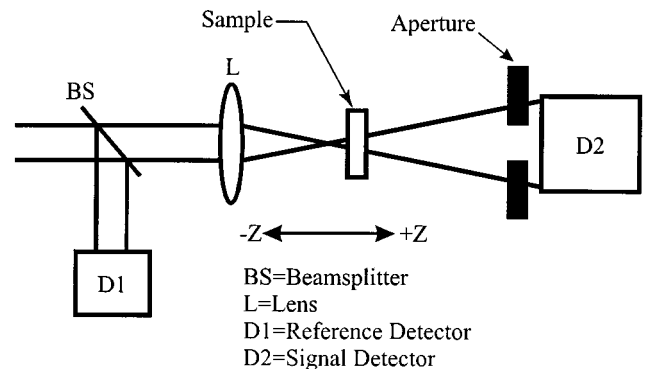 Sample
Aperture
L
BS
D2
-Z
+Z
D1
BS=Beamsplitter
L=Lens
D1=Reference Detector
D2=Signal Detector